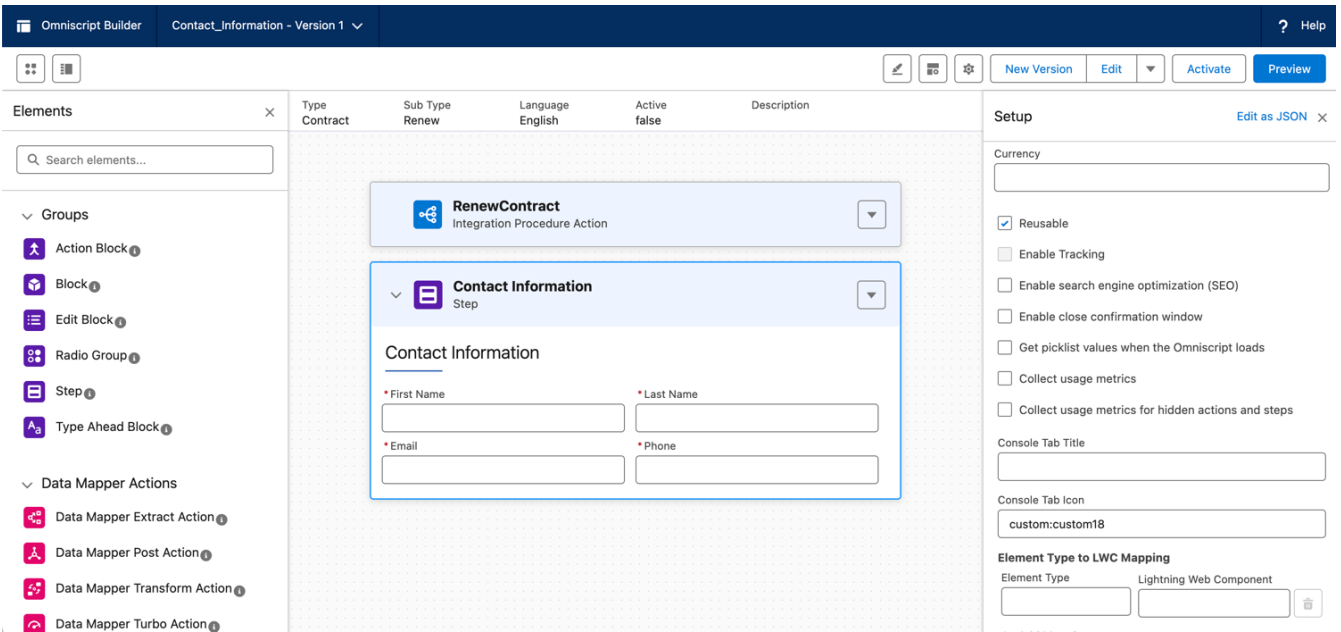 Omniscript Builder
Contact_Information - Version 1
? Help
New Version
Edit
Activate
Preview
Elements
Search elements...
Groups
Action Block
Block
Edit Block
Radio Group
Step
Type Ahead Block
Data Mapper Actions
Data Mapper Extract Action
Data Mapper Post Action
Data Mapper Transform Action
Data Mapper Turbo Action
Type
Contract
Sub Type
Renew
Language
English
Active
false
Description
RenewContract
Integration Procedure Action
Contact Information
Step
Contact Information
* First Name
* Last Name
* Email
* Phone
Setup
Edit as JSON
Currency
Reusable
Enable Tracking
Enable search engine optimization (SEO)
Enable close confirmation window
Get picklist values when the Omniscript loads
Collect usage metrics
Collect usage metrics for hidden actions and steps
Console Tab Title
Console Tab Icon
custom:custom18
Element Type to LWC Mapping
Element Type
Lightning Web Component